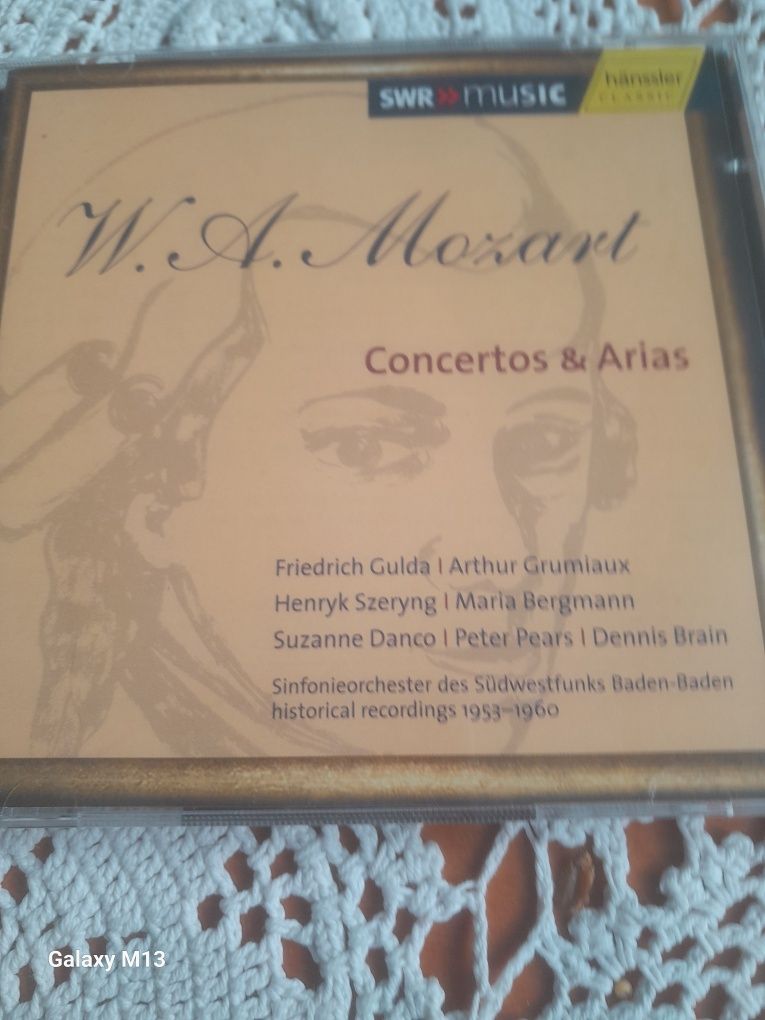 SWR»music
hänssler
CLASSIC
W. A. Mozart
Concertos & Arias
Friedrich Gulda | Arthur Grumiaux
Henryk Szeryng | Maria Bergmann
Suzanne Danco | Peter Pears | Dennis Brain
Sinfonieorchester des Südwestfunks Baden-Baden
historical recordings 1953–1960
Galaxy M13